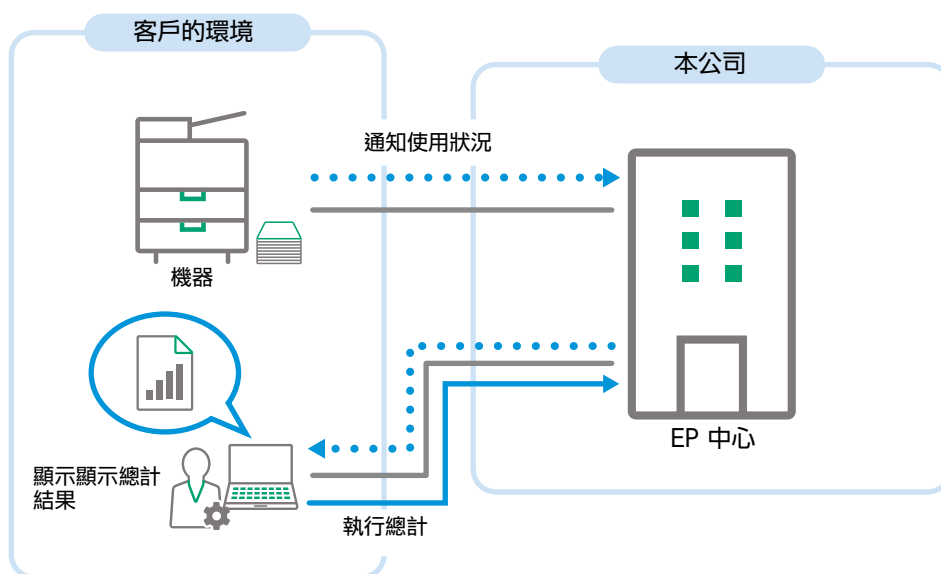 客戶的環境
本公司
通知使用狀況
機器
EP 中心
顯示顯示總計
結果
執行總計